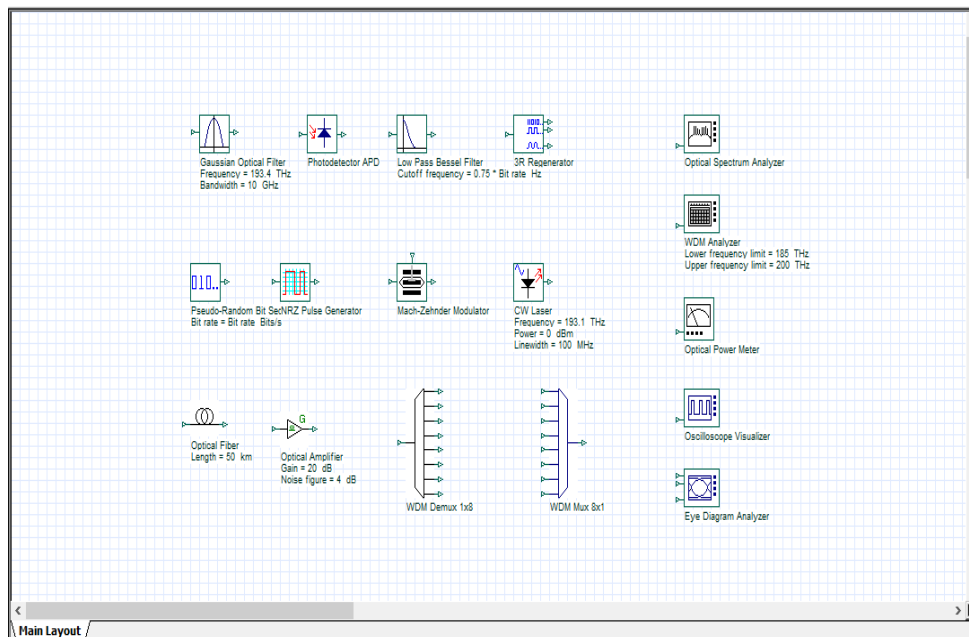 Gaussian Optical Filter
Frequency = 193.4 THz
Bandwidth = 10 GHz
Photodetector APD
Low Pass Bessel Filter
Cutoff frequency = 0.75 * Bit rate Hz
3R Regenerator
Optical Spectrum Analyzer
WDM Analyzer
Lower frequency limit = 185 THz
Upper frequency limit = 200 THz
010..
Pseudo-Random Bit Sec
Bit rate = Bit rate Bits/s
NRZ Pulse Generator
Mach-Zehnder Modulator
CW Laser
Frequency = 193.1 THz
Power = 0 dBm
Linewidth = 100 MHz
Optical Power Meter
Optical Fiber
Length = 50 km
G
Optical Amplifier
Gain = 20 dB
Noise figure = 4 dB
WDM Demux 1x8
WDM Mux 8x1
Oscilloscope Visualizer
Eye Diagram Analyzer
Main Layout